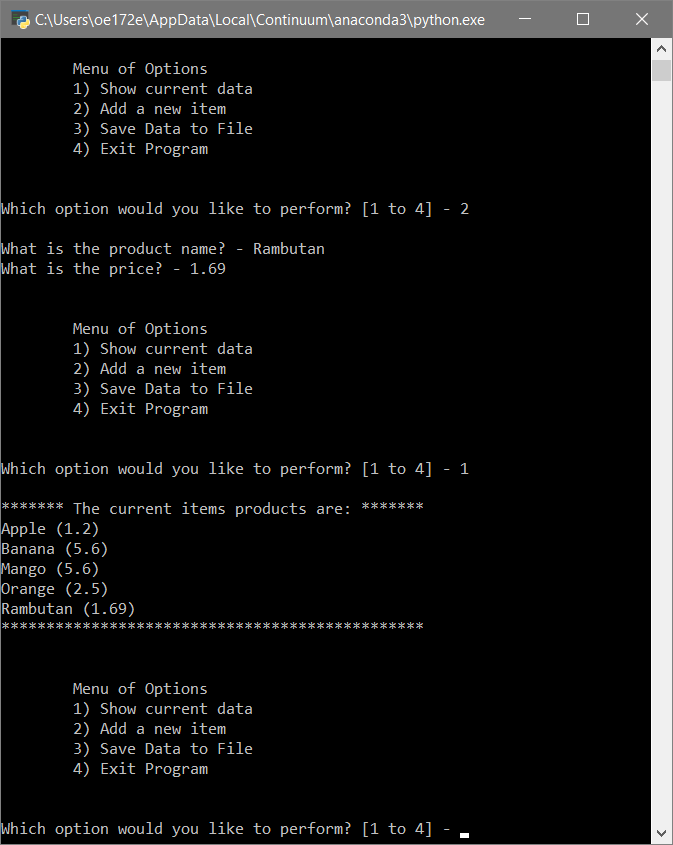 C:\Users\oe172e\AppData\Local\Continuum\anaconda3\python.exe
Menu of Options
1) Show current data
2) Add a new item
3) Save Data to File
4) Exit Program
Which option would you like to perform? [1 to 4] - 2
What is the product name? - Rambutan
What is the price? - 1.69
Menu of Options
1) Show current data
2) Add a new item
3) Save Data to File
4) Exit Program
Which option would you like to perform? [1 to 4] - 1
******* The current items products are: *******
Apple (1.2)
Banana (5.6)
Mango (5.6)
Orange (2.5)
Rambutan (1.69)
***********************************************
Menu of Options
1) Show current data
2) Add a new item
3) Save Data to File
4) Exit Program
Which option would you like to perform? [1 to 4] -